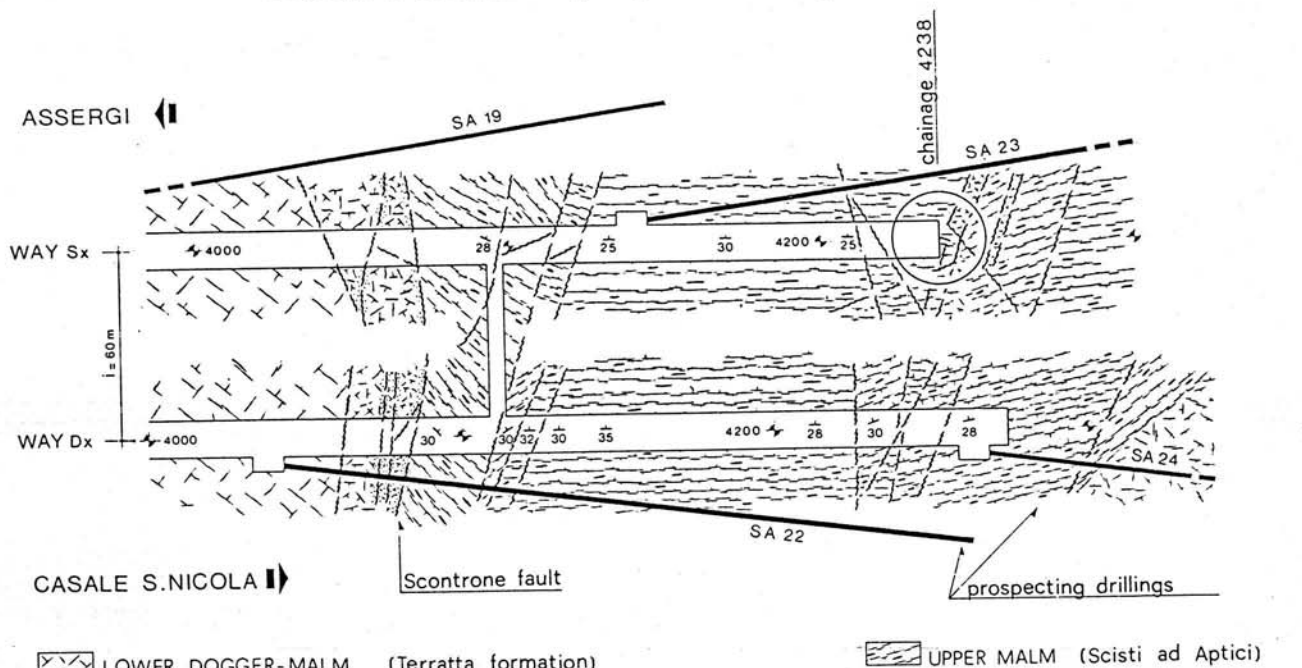 chainage 4238
ASSERGI
SA 19
SA 23
WAY Sx
4000
28
25
30
4200
25
i = 60m
WAY Dx
4000
30
30
32
30
35
4200
28
30
28
SA 24
SA 22
CASALE S.NICOLA
Scontrone fault
prospecting drillings
LOWER DOGGER-MALM (Terratta formation)
UPPER MALM (Scisti ad Aptici)